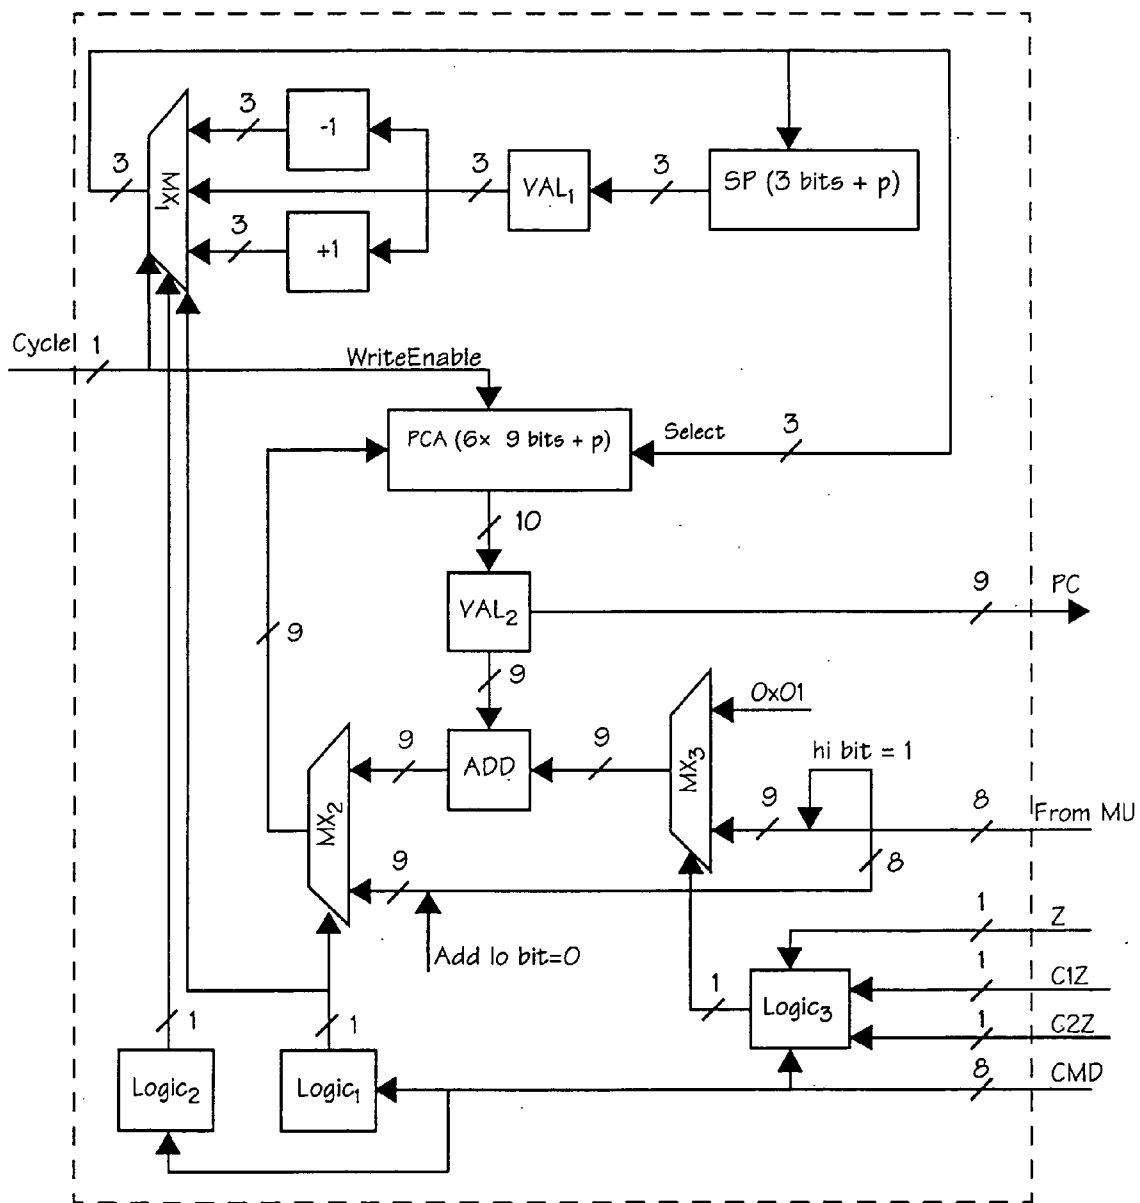 3
-1
3
MX1
3
VAL1
3
SP (3 bits + p)
3
+1
Cycle
1
WriteEnable
PCA (6x 9 bits + p)
Select
3
10
VAL2
9
PC
9
9
0x01
9
ADD
9
MX3
hi bit = 1
MX2
9
8
From MU
9
8
Add lo bit=0
1
Z
1
C1Z
1
Logic3
1
C2Z
1
1
Logic2
Logic1
8
CMD